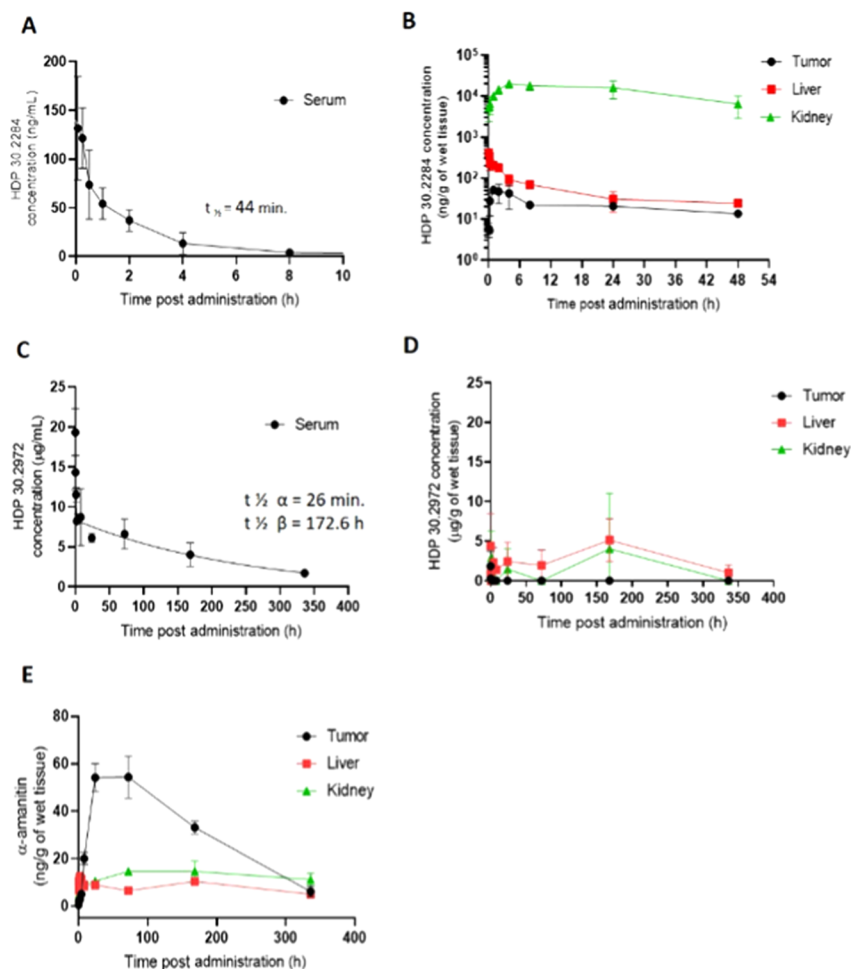 A
HDP 30.2284
concentration (ng/mL)
200
150
100
50
0
Serum
t ½ = 44 min.
0 2 4 6 8 10
Time post administration (h)
B
HDP 30.2284 concentration
(ng/g of wet tissue)
10⁵
10⁴
10³
10²
10¹
10⁰
Tumor
Liver
Kidney
0 6 12 18 24 30 36 42 48 54
Time post administration (h)
C
HDP 30.2972
concentration (µg/mL)
25
20
15
10
5
0
Serum
t ½ α = 26 min.
t ½ β = 172.6 h
0 50 100 150 200 250 300 350 400
Time post administration (h)
D
HDP 30.2972 concentration
(µg/g of wet tissue)
25
20
15
10
5
0
Tumor
Liver
Kidney
0 50 100 150 200 250 300 350 400
Time post administration (h)
E
α-amanitin
(ng/g of wet tissue)
80
60
40
20
0
Tumor
Liver
Kidney
0 100 200 300 400
Time post administration (h)